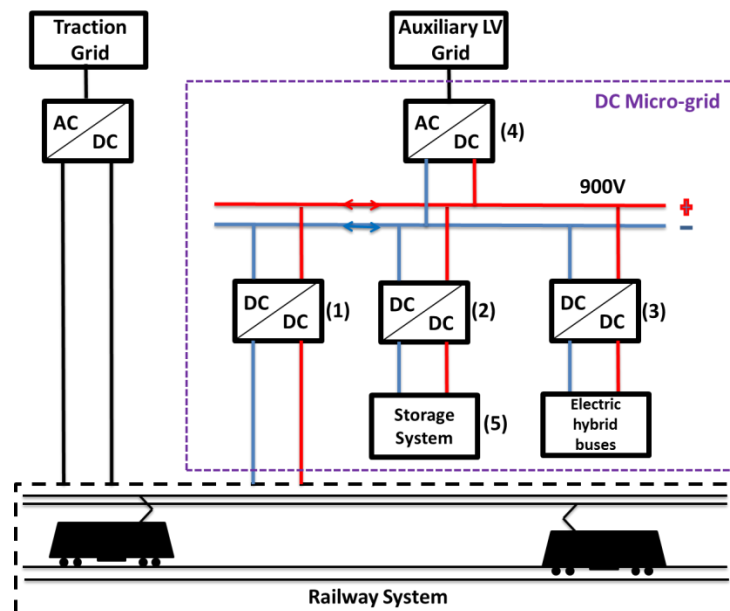 Traction
Grid
Auxiliary LV
Grid
DC Micro-grid
AC
DC
AC
DC
(4)
900V
+
−
DC
DC
(1)
DC
DC
(2)
DC
DC
(3)
Storage
System
(5)
Electric
hybrid
buses
Railway System